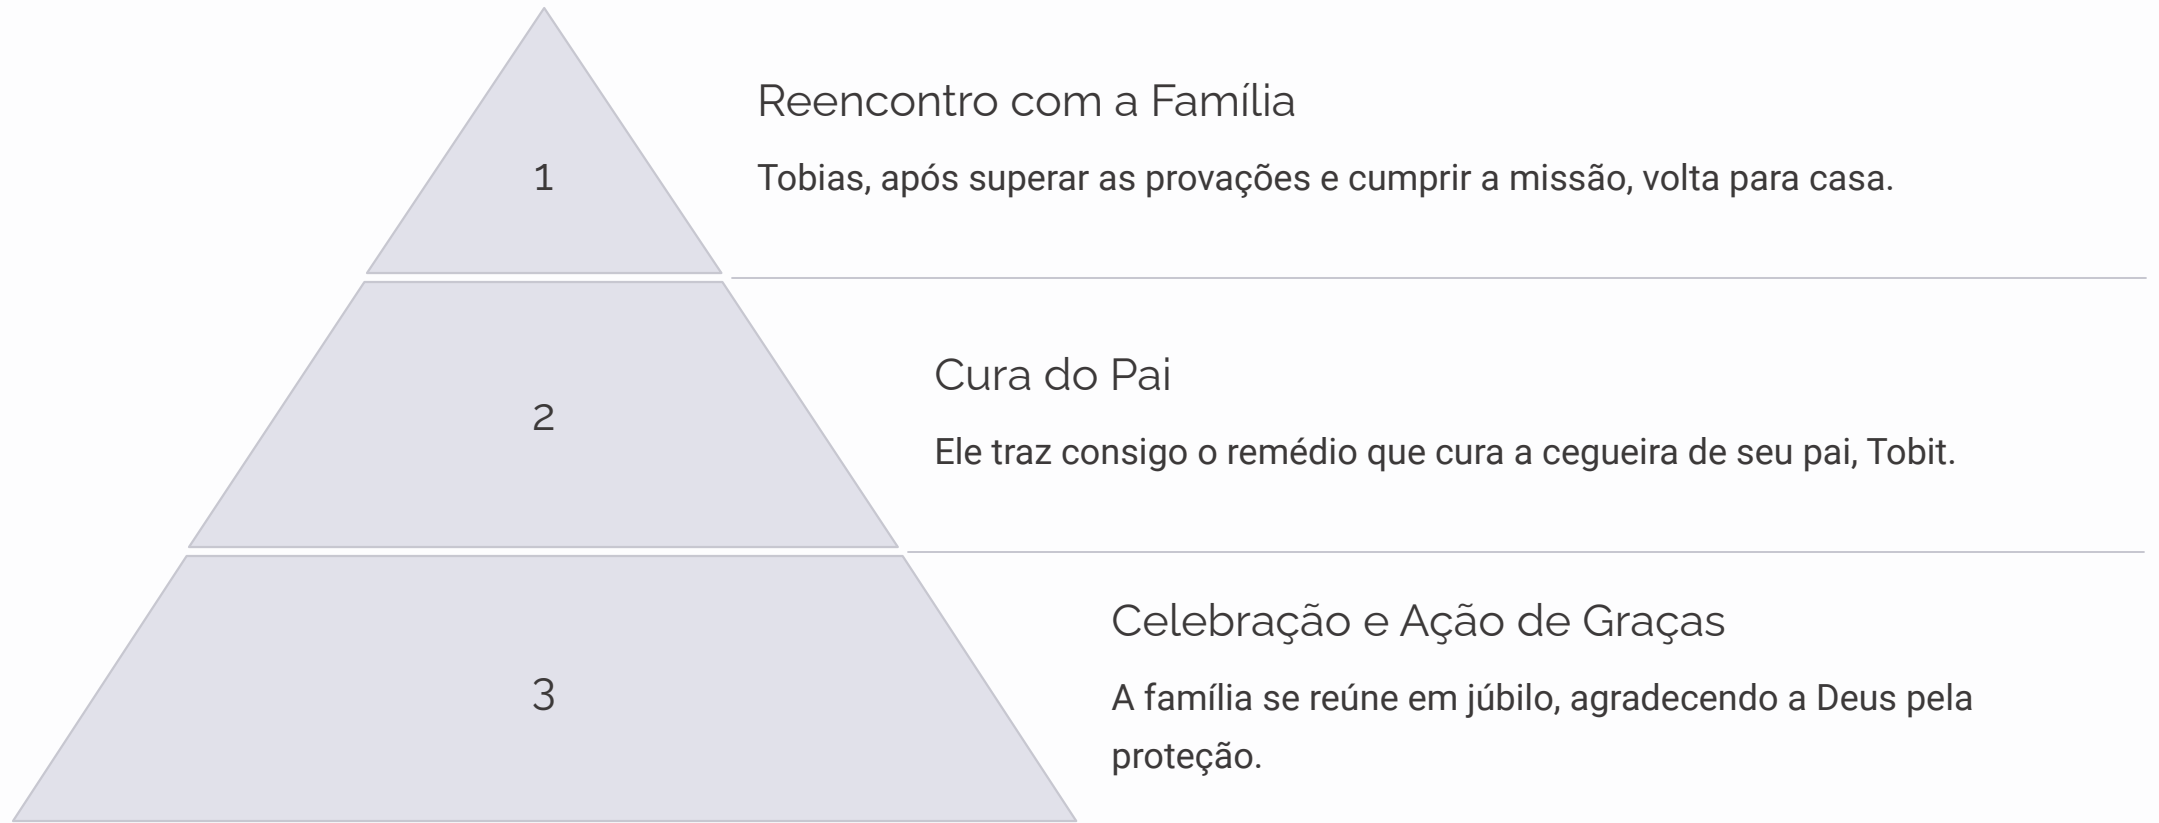 1
Reencontro com a Família
Tobias, após superar as provações e cumprir a missão, volta para casa.
2
Cura do Pai
Ele traz consigo o remédio que cura a cegueira de seu pai, Tobit.
3
Celebração e Ação de Graças
A família se reúne em júbilo, agradecendo a Deus pela
proteção.